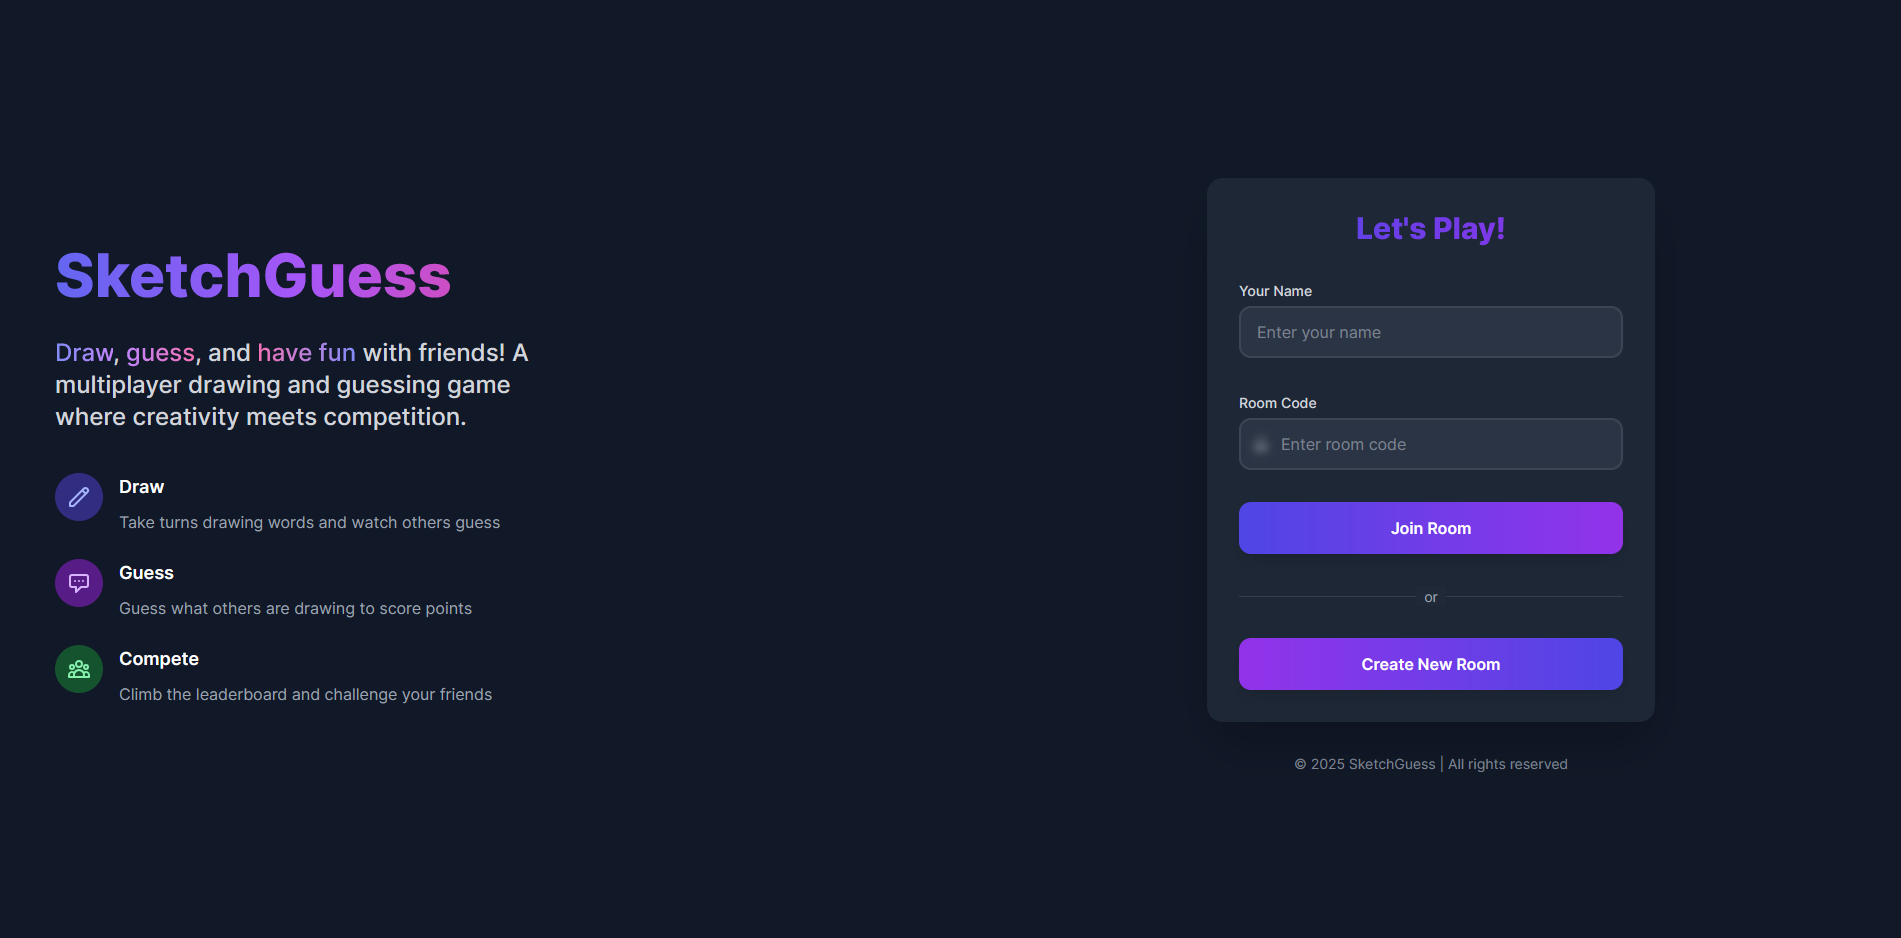 SketchGuess
Draw, guess, and have fun with friends! A
multiplayer drawing and guessing game
where creativity meets competition.
Draw
Take turns drawing words and watch others guess
Guess
Guess what others are drawing to score points
Compete
Climb the leaderboard and challenge your friends
Let's Play!
Your Name
Enter your name
Room Code
Enter room code
Join Room
or
Create New Room
© 2025 SketchGuess | All rights reserved